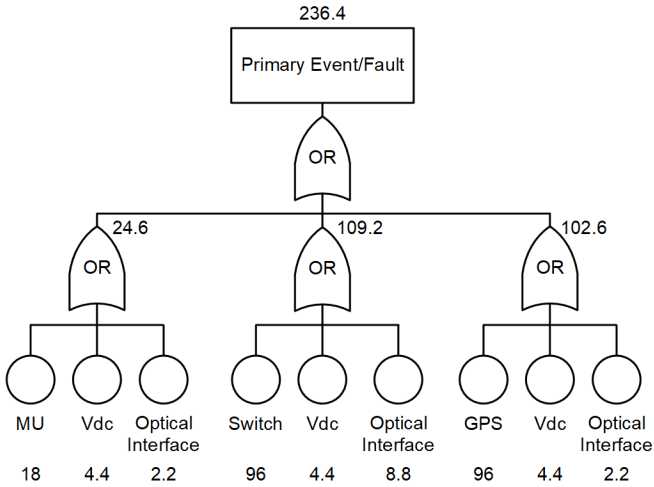 236.4
Primary Event/Fault
OR
24.6
109.2
102.6
OR
OR
OR
MU
Vdc
Optical
Interface
Switch
Vdc
Optical
Interface
GPS
Vdc
Optical
Interface
18
4.4
2.2
96
4.4
8.8
96
4.4
2.2